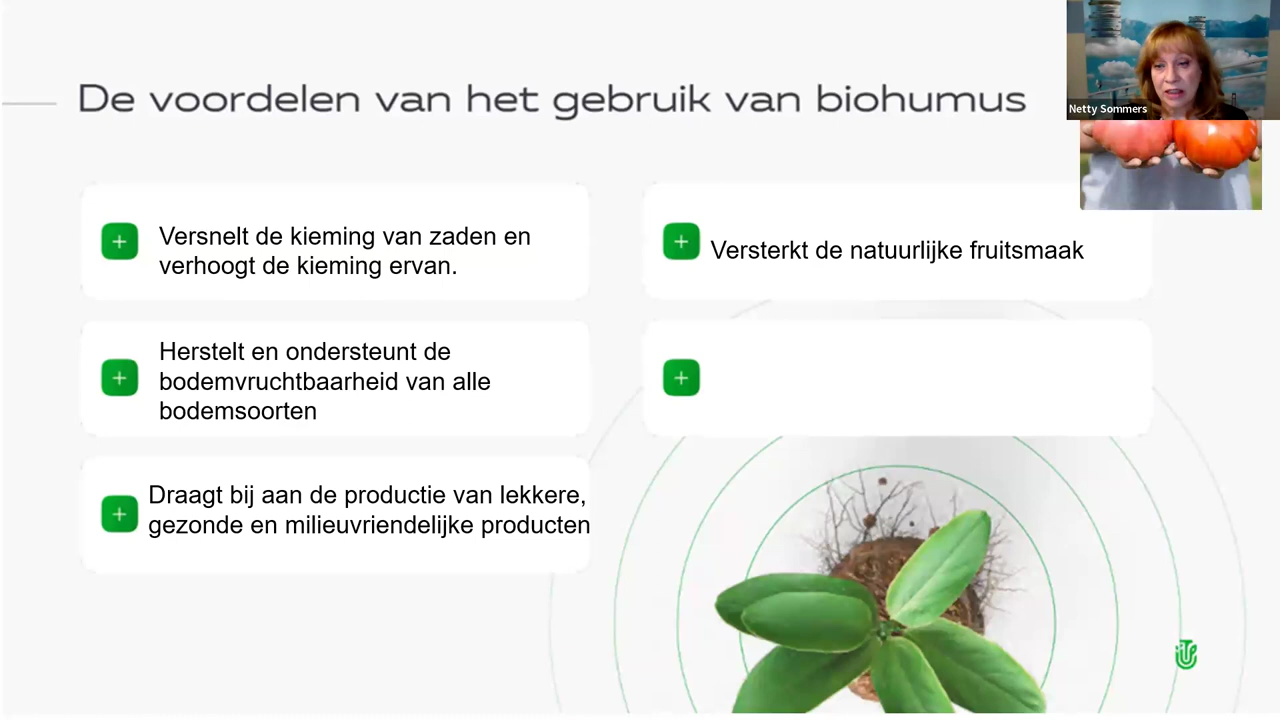 De voordelen van het gebruik van biohumus
Netty Sommers
Versnelt de kieming van zaden en
verhoogt de kieming ervan.
Versterkt de natuurlijke fruitsmaak
Herstelt en ondersteunt de
bodemvruchtbaarheid van alle
bodemsoorten
Draagt bij aan de productie van lekkere,
gezonde en milieuvriendelijke producten